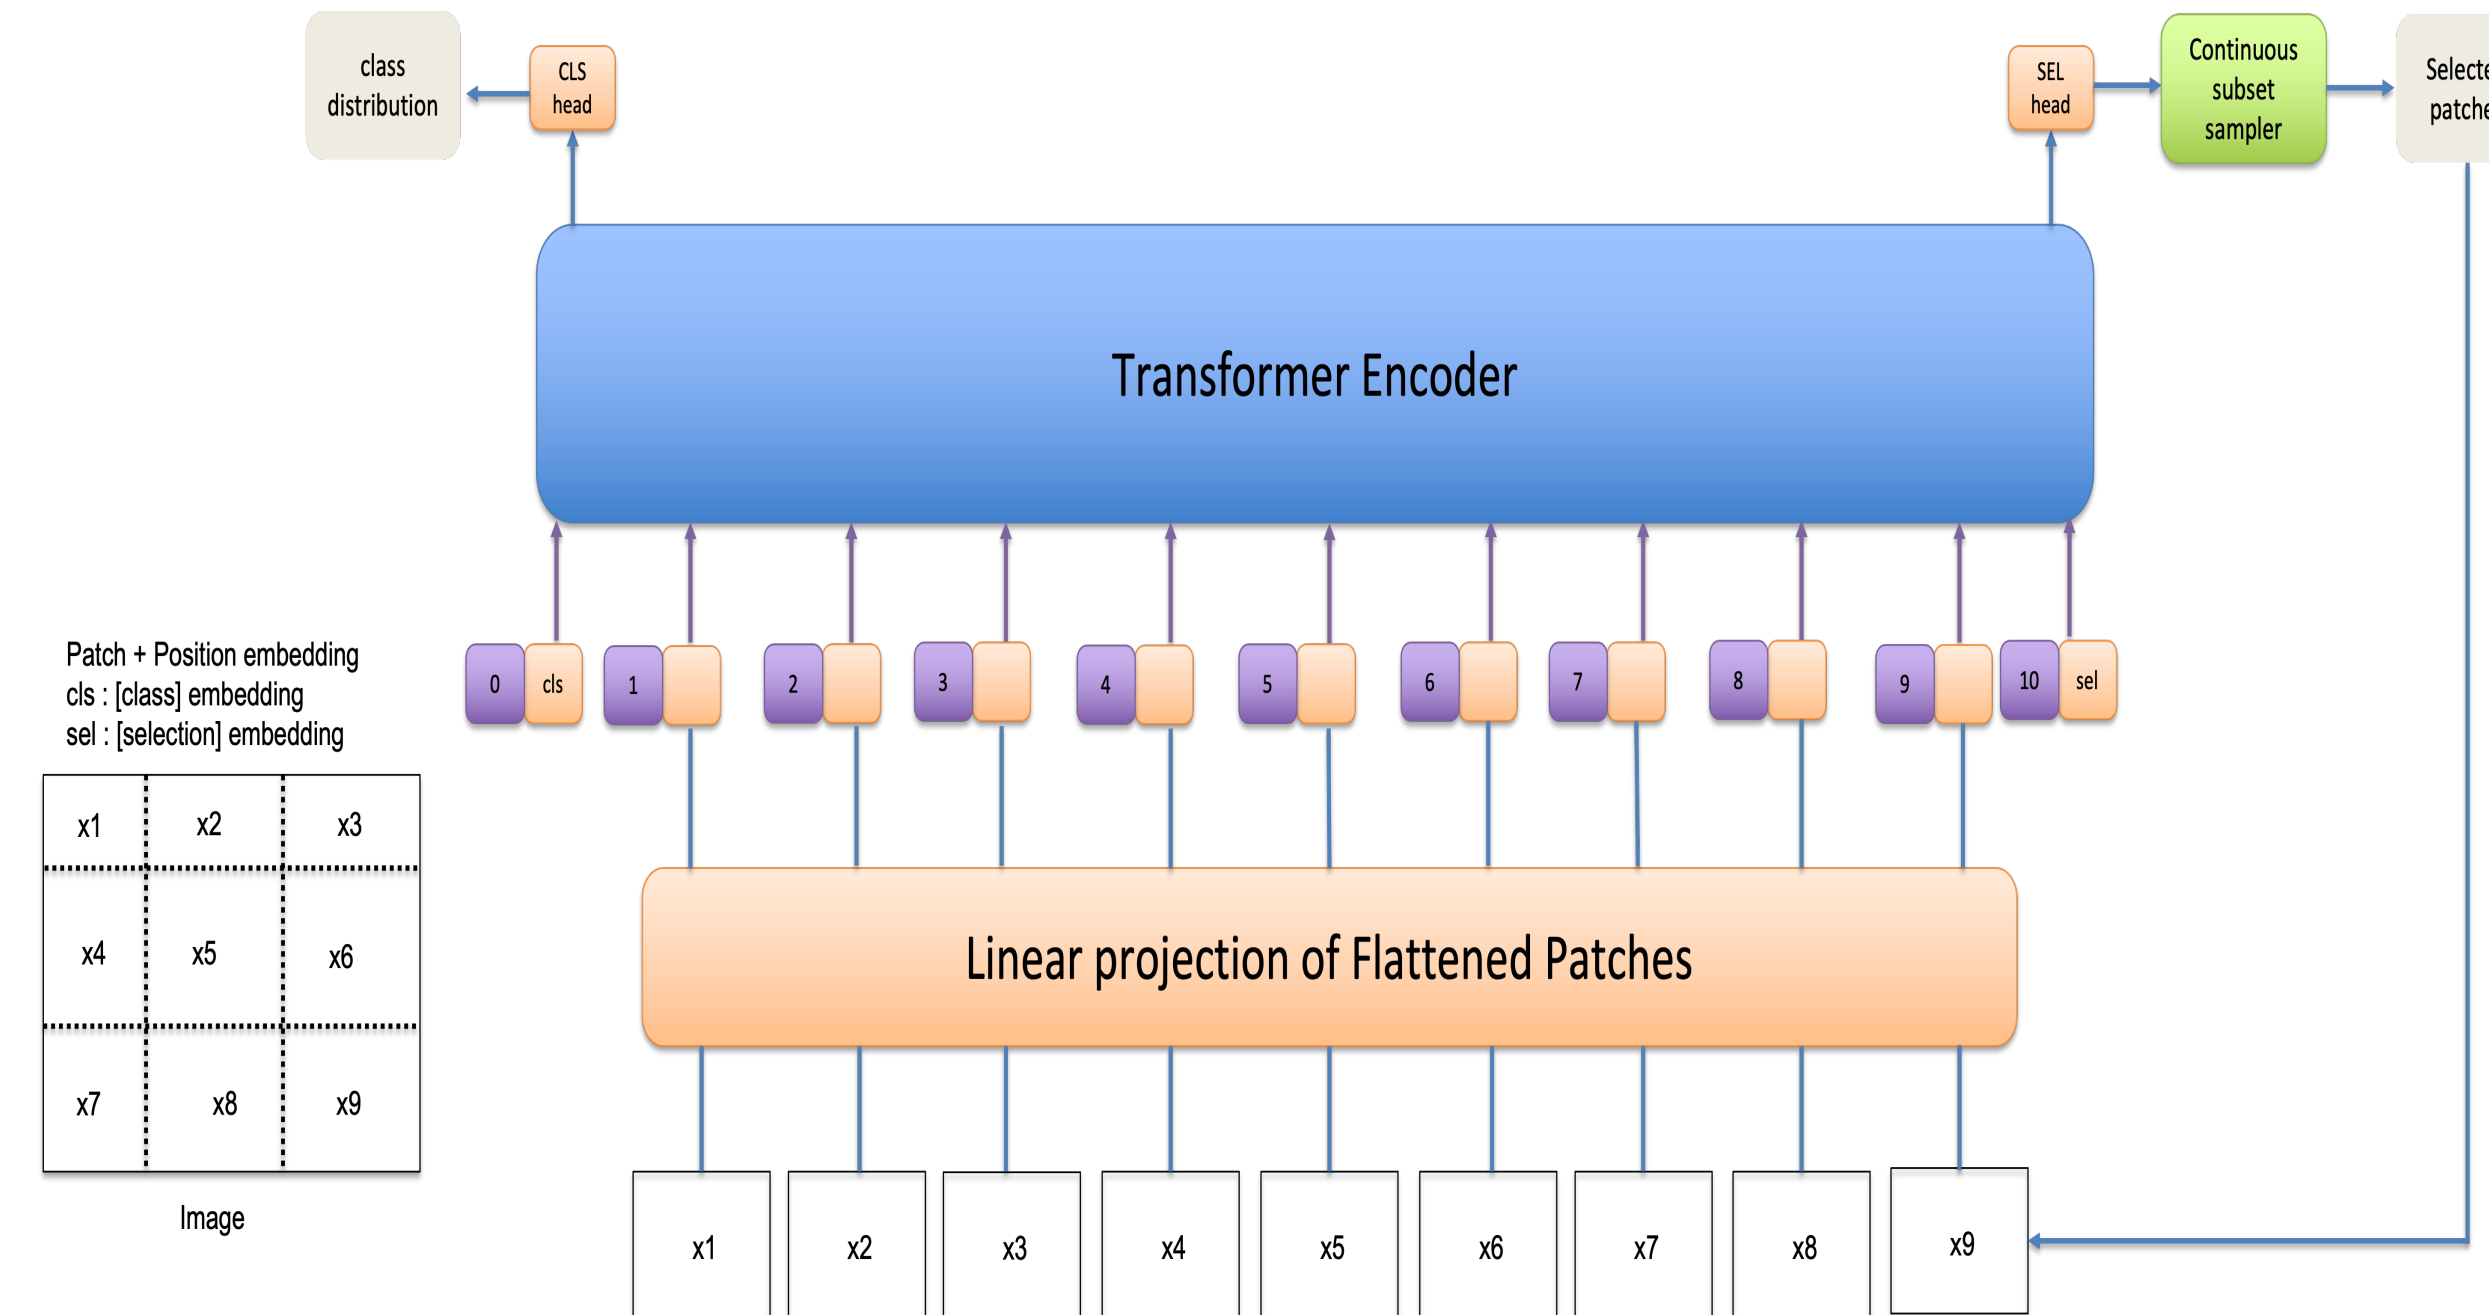 class
distribution
CLS
head
SEL
head
Continuous
subset
sampler
Transformer Encoder
Patch + Position embedding
cls : [class] embedding
sel : [selection] embedding
0 cls 1 2 3 4 5 6 7 8 9 10 sel
x1 x2 x3
x4 x5 x6
x7 x8 x9
Image
Linear projection of Flattened Patches
x1 x2 x3 x4 x5 x6 x7 x8 x9